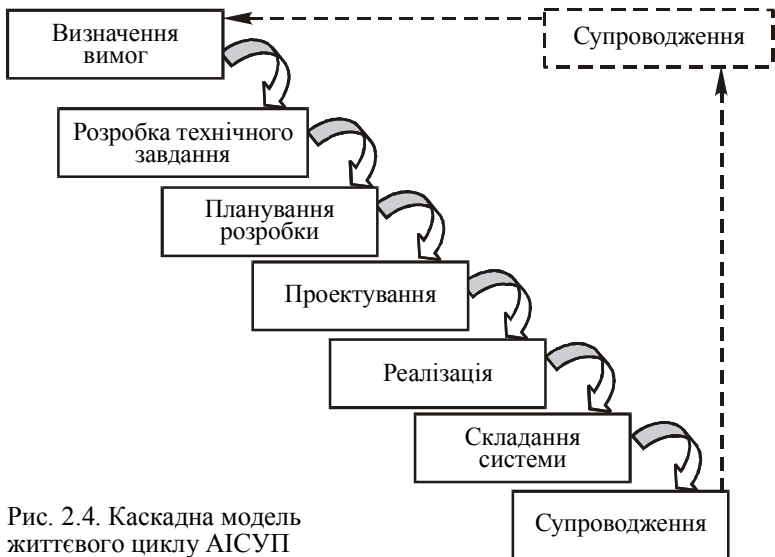 Визначення
вимог
Супроводження
Розробка технічного
завдання
Планування
розробки
Проектування
Реалізація
Складання
системи
Супроводження
Рис. 2.4. Каскадна модель
життєвого циклу АІСУП